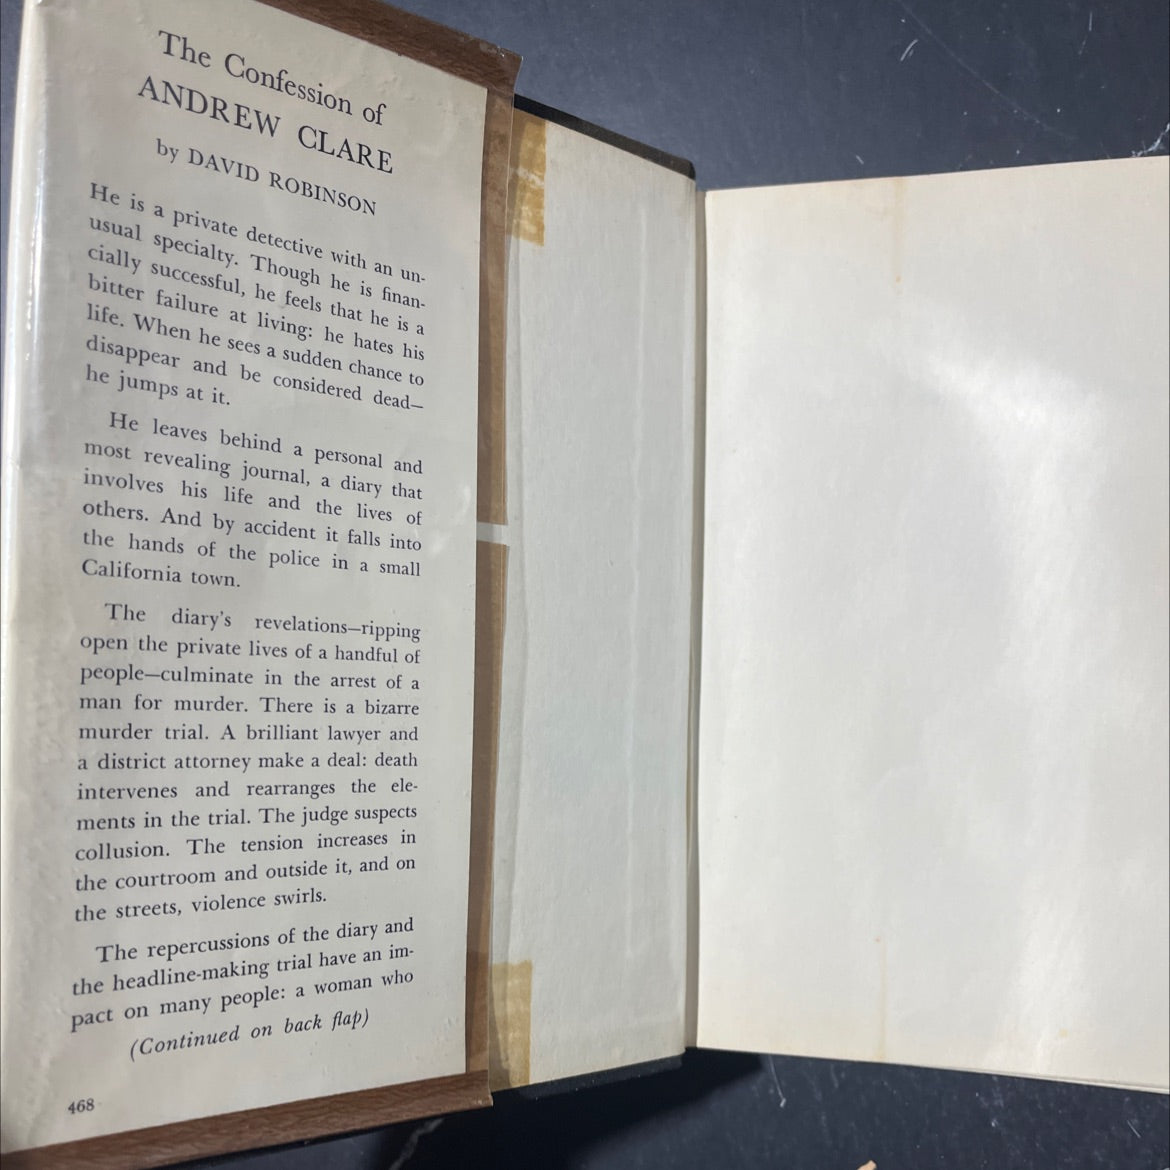 The Confession of
ANDREW CLARE
by DAVID ROBINSON
He is a private detective with an un-
usual specialty. Though he is finan-
cially successful, he feels that he is a
bitter failure at living: he hates his
life. When he sees a sudden chance to
disappear and be considered dead—
he jumps at it.
He leaves behind a personal and
most revealing journal, a diary that
involves his life and the lives of
others. And by accident it falls into
the hands of the police in a small
California town.
The diary's revelations—ripping
open the private lives of a handful of
people—culminate in the arrest of a
man for murder. There is a bizarre
murder trial. A brilliant lawyer and
a district attorney make a deal: death
intervenes and rearranges the ele-
ments in the trial. The judge suspects
collusion. The tension increases in
the courtroom and outside it, and on
the streets, violence swirls.
The repercussions of the diary and
the headline-making trial have an im-
pact on many people: a woman who
(Continued on back flap)
468